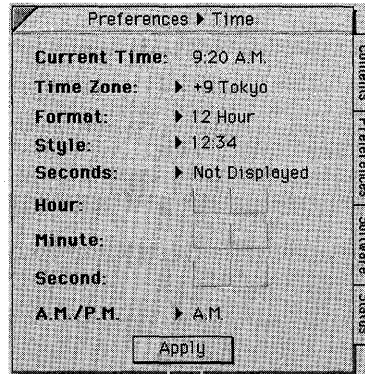 Preferences ▶ Time
Current Time: 9:20 A.M.
Time Zone: ▶ +9 Tokyo
Format: ▶ 12 Hour
Style: ▶ 12:34
Seconds: ▶ Not Displayed
Hour:
Minute:
Second:
A.M./P.M. ▶ A.M.
Apply
Contents
Preferences
Software
Status